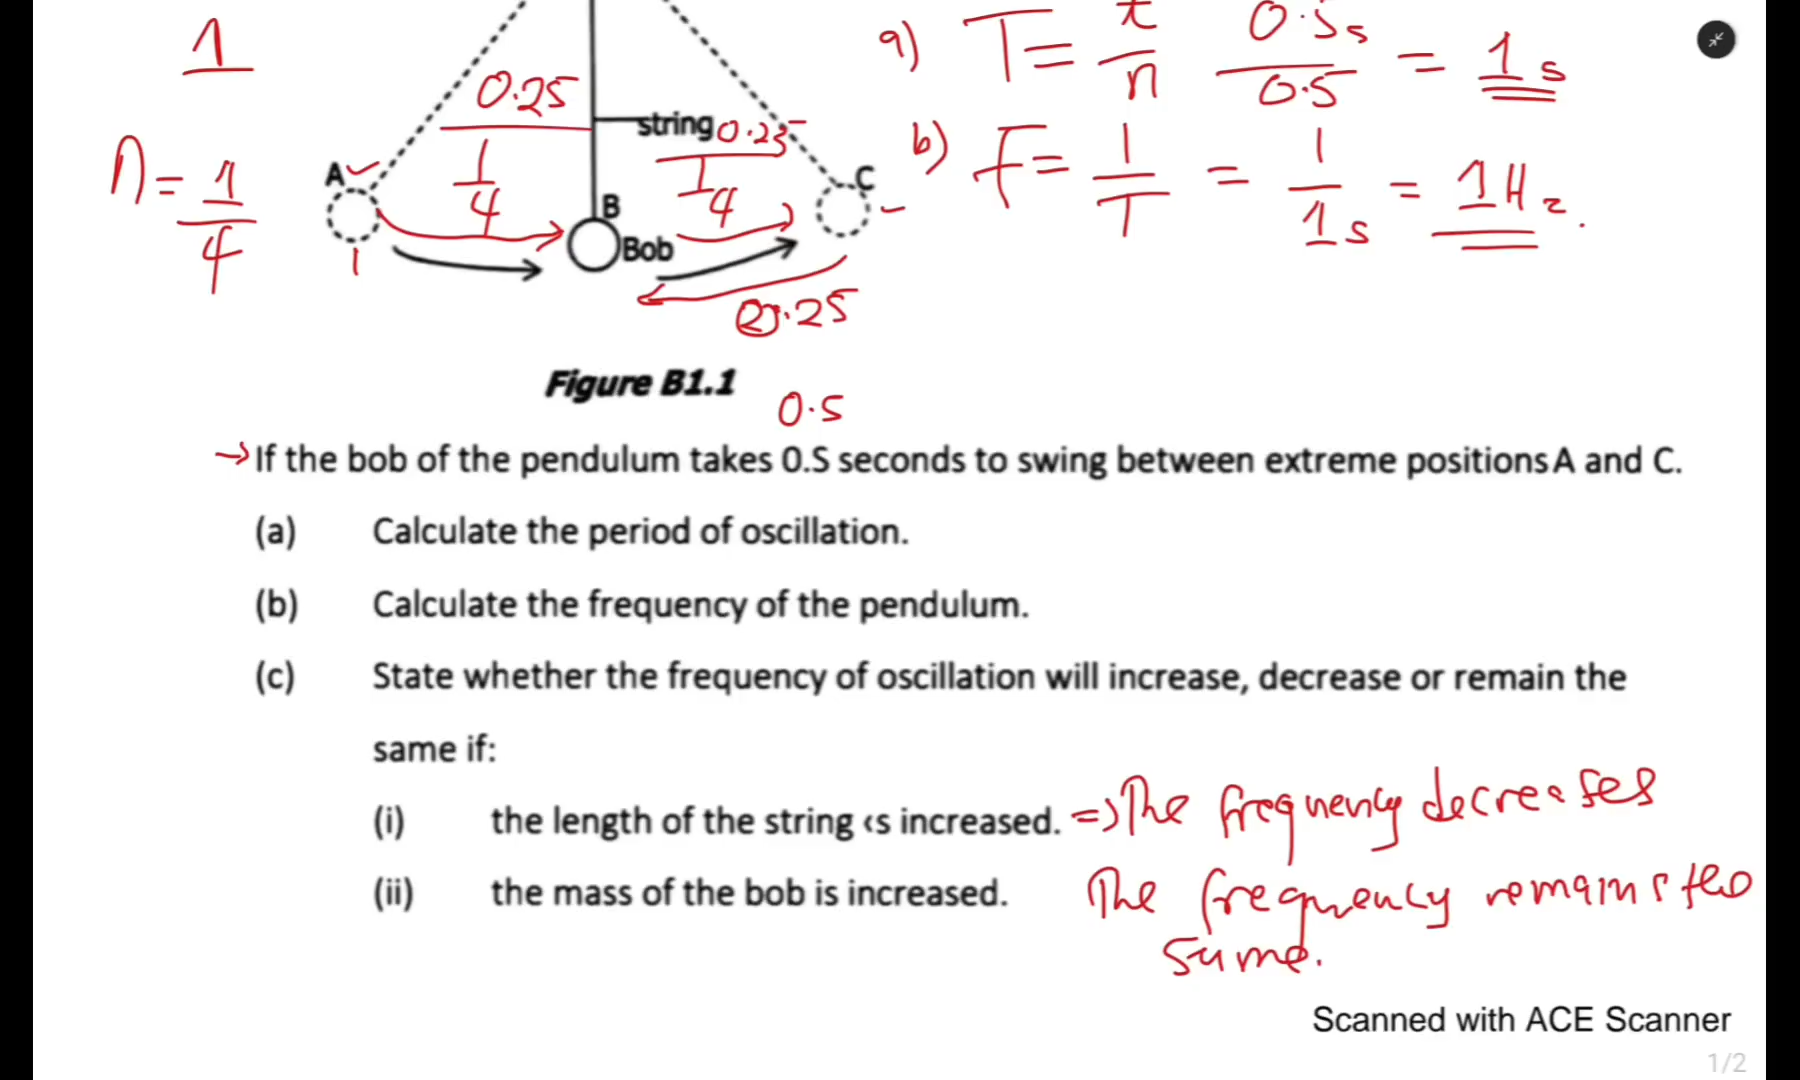 1
a) T = t/n 0.5s/0.5 = 1s
0.25
string 0.25
b) F = 1/T = 1/1s = 1Hz.
n = 1/4
A
1/4
1/4
C
B
Bob
1
0.25
Figure B1.1
0.5
→ If the bob of the pendulum takes 0.S seconds to swing between extreme positions A and C.
(a) Calculate the period of oscillation.
(b) Calculate the frequency of the pendulum.
(c) State whether the frequency of oscillation will increase, decrease or remain the
same if:
(i) the length of the string ‹s increased. => The frequency decreases
(ii) the mass of the bob is increased. The frequency remains the
same.
Scanned with ACE Scanner
1/2